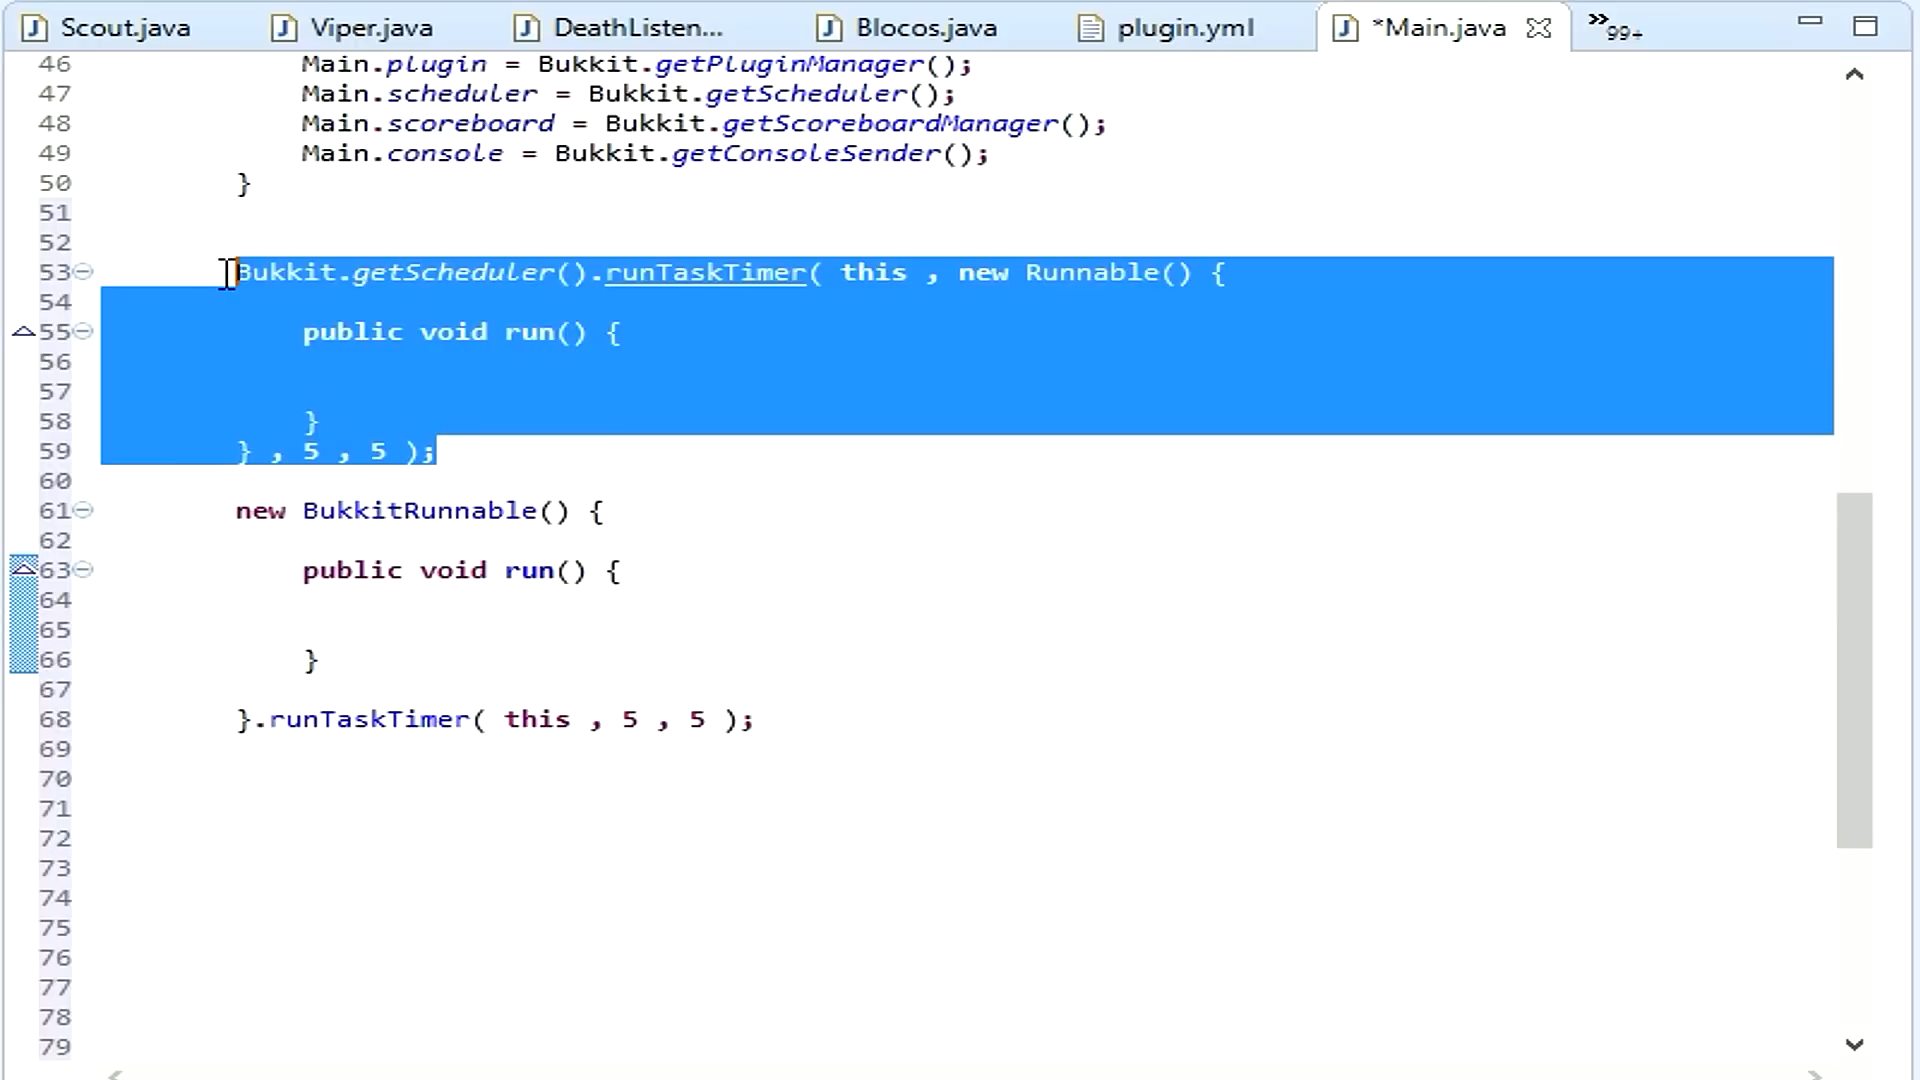 Scout.java Viper.java DeathListen... Blocos.java plugin.yml *Main.java »99+
46 Main.plugin = Bukkit.getPluginManager();
47 Main.scheduler = Bukkit.getScheduler();
48 Main.scoreboard = Bukkit.getScoreboardManager();
49 Main.console = Bukkit.getConsoleSender();
50 }
51
52
53 Bukkit.getScheduler().runTaskTimer( this , new Runnable() {
54
55 public void run() {
56
57
58 }
59 } , 5 , 5 );
60
61 new BukkitRunnable() {
62
63 public void run() {
64
65
66 }
67
68 }.runTaskTimer( this , 5 , 5 );
69
70
71
72
73
74
75
76
77
78
79